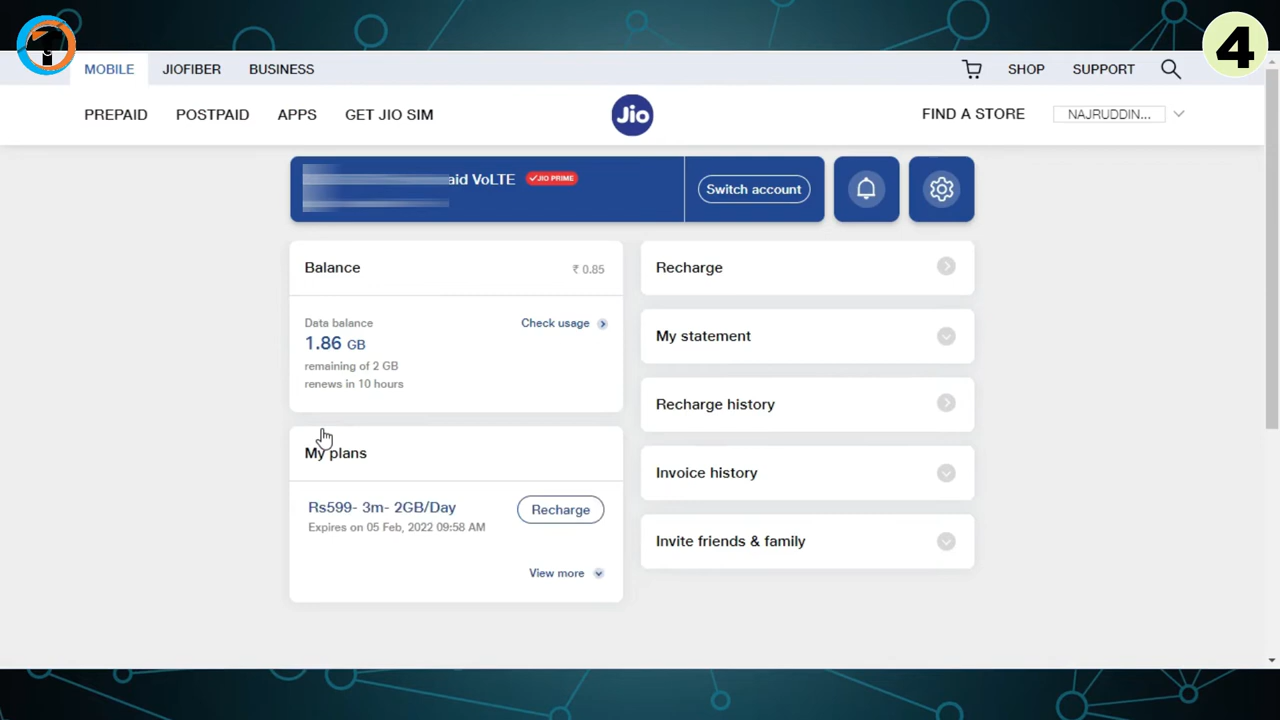 4
MOBILE JIOFIBER BUSINESS SHOP SUPPORT
PREPAID POSTPAID APPS GET JIO SIM Jio FIND A STORE NAJRUDDIN...
aid VoLTE JIO PRIME Switch account
Balance ₹ 0.85
Data balance Check usage
1.86 GB
remaining of 2 GB
renews in 10 hours
My plans
Rs599- 3m- 2GB/Day Recharge
Expires on 05 Feb, 2022 09:58 AM
View more
Recharge
My statement
Recharge history
Invoice history
Invite friends & family